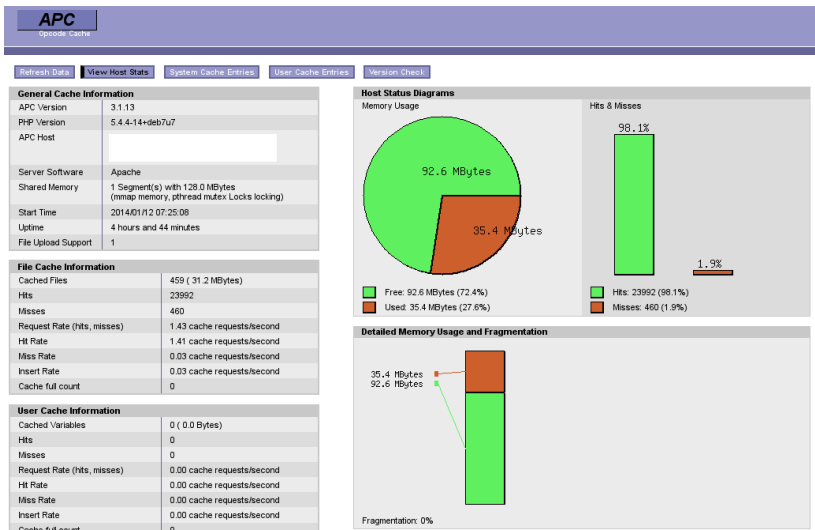 APC
Opcode Cache
Refresh Data
View Host Stats
System Cache Entries
User Cache Entries
Version Check
General Cache Information
APC Version 3.1.13
PHP Version 5.4.4-14+deb7u7
APC Host
Server Software Apache
Shared Memory 1 Segment(s) with 128.0 MBytes
(mmap memory, pthread mutex Locks locking)
Start Time 2014/01/12 07:25:08
Uptime 4 hours and 44 minutes
File Upload Support 1
File Cache Information
Cached Files 459 ( 31.2 MBytes)
Hits 23992
Misses 460
Request Rate (hits, misses) 1.43 cache requests/second
Hit Rate 1.41 cache requests/second
Miss Rate 0.03 cache requests/second
Insert Rate 0.03 cache requests/second
Cache full count 0
User Cache Information
Cached Variables 0 ( 0.0 Bytes)
Hits 0
Misses 0
Request Rate (hits, misses) 0.00 cache requests/second
Hit Rate 0.00 cache requests/second
Miss Rate 0.00 cache requests/second
Insert Rate 0.00 cache requests/second
Cache full count 0
Host Status Diagrams
Memory Usage
Hits & Misses
92.6 MBytes
35.4 MBytes
98.1%
1.9%
Free: 92.6 MBytes (72.4%)
Used: 35.4 MBytes (27.6%)
Hits: 23992 (98.1%)
Misses: 460 (1.9%)
Detailed Memory Usage and Fragmentation
35.4 MBytes
92.6 MBytes
Fragmentation: 0%